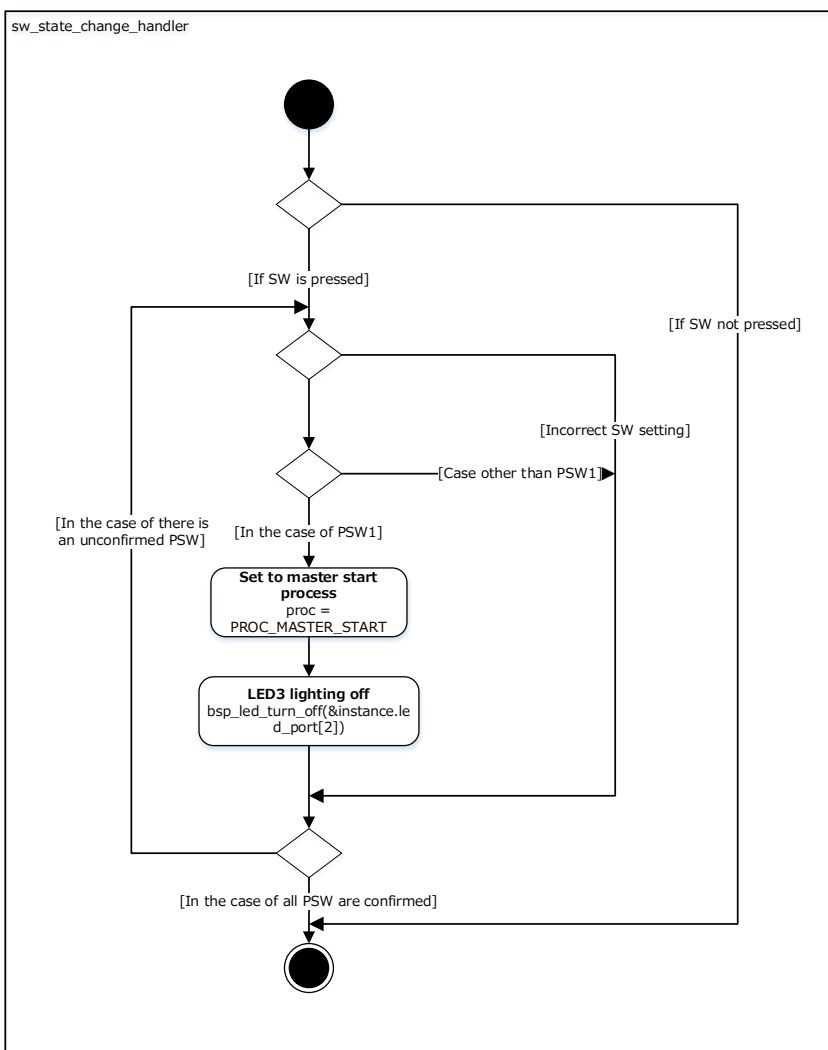 sw_state_change_handler
[If SW is pressed]
[If SW not pressed]
[Incorrect SW setting]
[Case other than PSW1]
[In the case of there is
an unconfirmed PSW]
[In the case of PSW1]
Set to master start
process
proc =
PROC_MASTER_START
LED3 lighting off
bsp_led_turn_off(&instance.le
d_port[2])
[In the case of all PSW are confirmed]